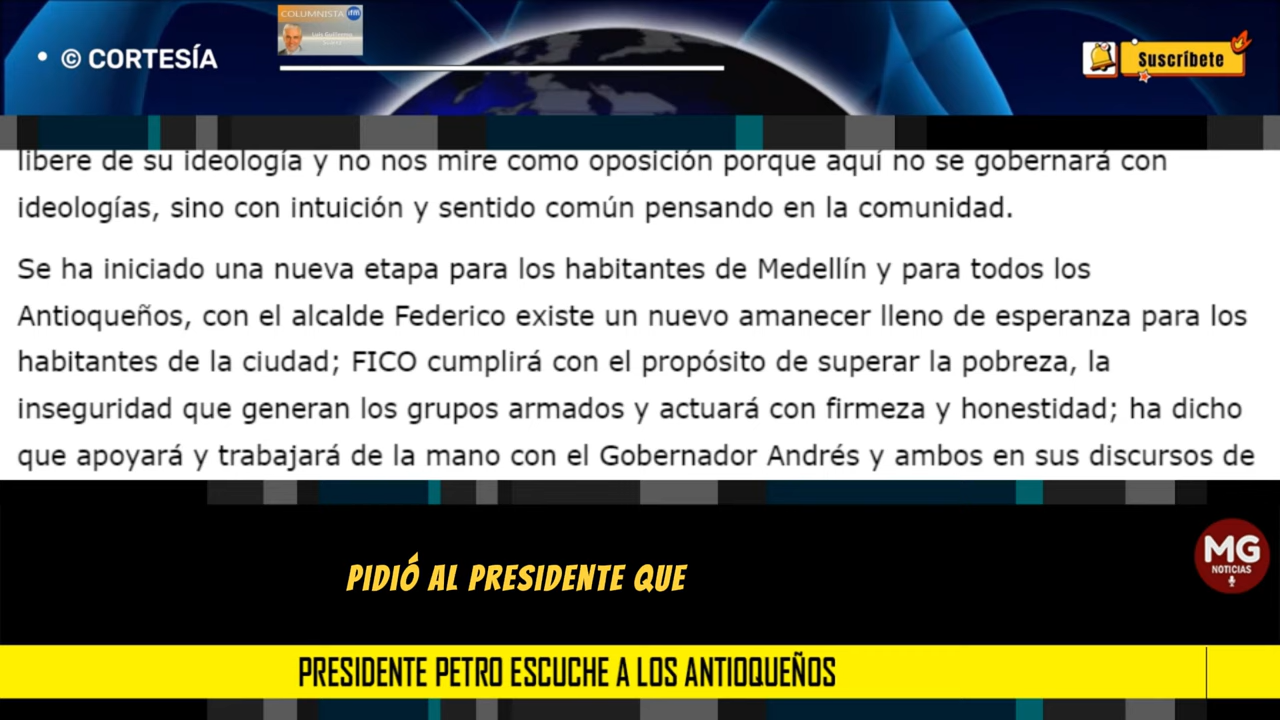 COLUMNISTA ifm
Luis Guillermo
• © CORTESÍA
Suscríbete
libere de su ideología y no nos mire como oposición porque aquí no se gobernará con
ideologías, sino con intuición y sentido común pensando en la comunidad.
Se ha iniciado una nueva etapa para los habitantes de Medellín y para todos los
Antioqueños, con el alcalde Federico existe un nuevo amanecer lleno de esperanza para los
habitantes de la ciudad; FICO cumplirá con el propósito de superar la pobreza, la
inseguridad que generan los grupos armados y actuará con firmeza y honestidad; ha dicho
que apoyará y trabajará de la mano con el Gobernador Andrés y ambos en sus discursos de
PIDIÓ AL PRESIDENTE QUE
MG
NOTICIAS
PRESIDENTE PETRO ESCUCHE A LOS ANTIOQUEÑOS